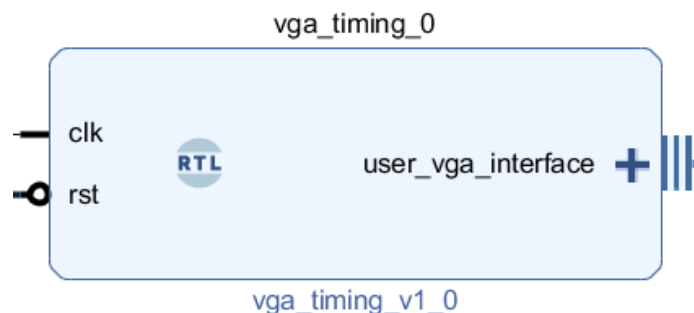 vga_timing_0
clk
RTL
user_vga_interface
rst
vga_timing_v1_0